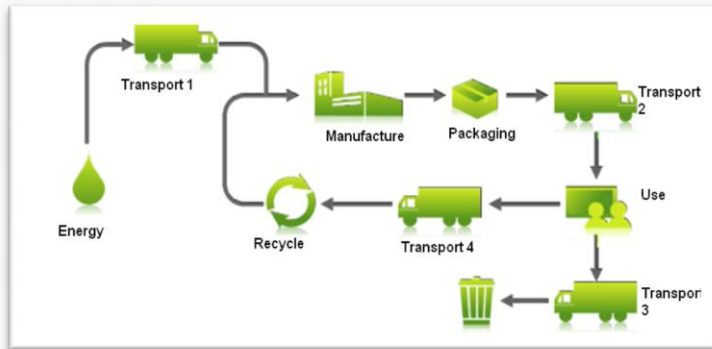 Transport 1
Manufacture
Packaging
Transport
2
Energy
Recycle
Transport 4
Use
Transport
3